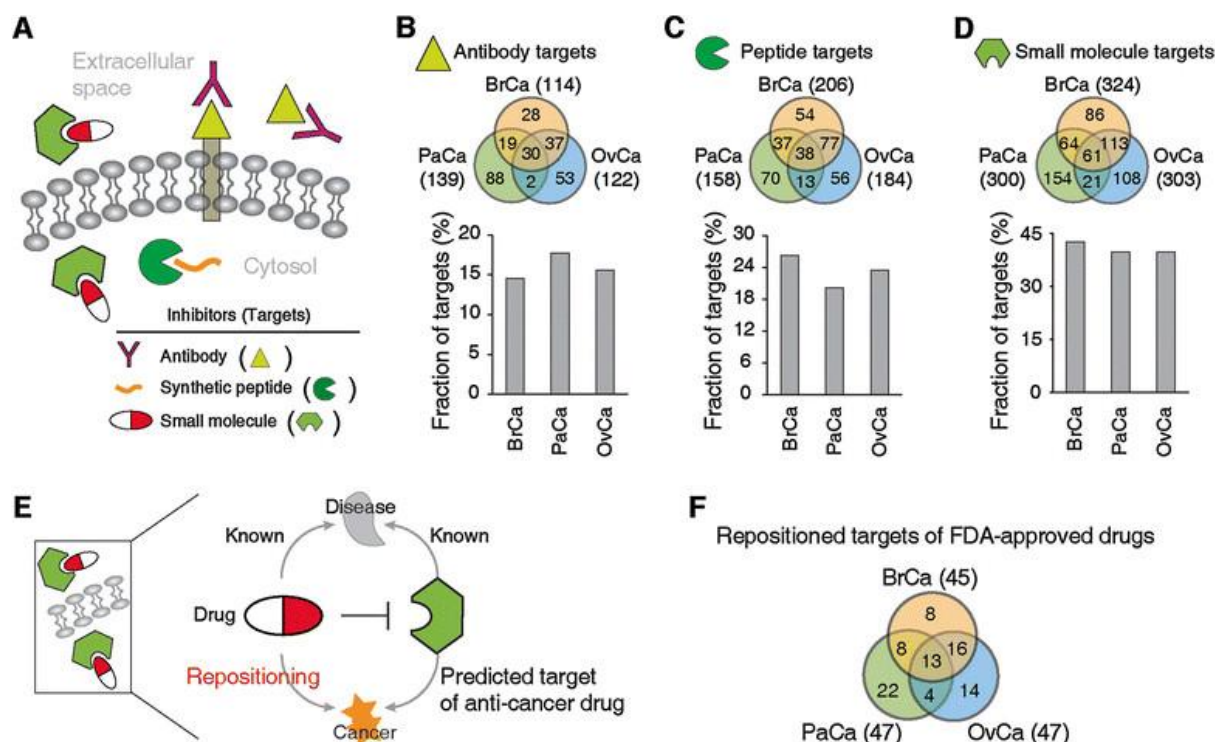 A
Extracellular
space
Cytosol
Inhibitors (Targets)
Antibody ( )
Synthetic peptide ( )
Small molecule ( )
B
Antibody targets
BrCa (114)
28
19
37
30
PaCa
(139)
OvCa
(122)
88
2
53
Fraction of targets (%)
20
15
10
5
0
BrCa
PaCa
OvCa
C
Peptide targets
BrCa (206)
54
37
77
38
PaCa
(158)
OvCa
(184)
70
13
56
Fraction of targets (%)
30
24
18
12
6
0
BrCa
PaCa
OvCa
D
Small molecule targets
BrCa (324)
86
64
113
61
PaCa
(300)
OvCa
(303)
154
21
108
Fraction of targets (%)
45
30
15
0
BrCa
PaCa
OvCa
E
Disease
Known
Known
Drug
Repositioning
Predicted target
of anti-cancer drug
Cancer
F
Repositioned targets of FDA-approved drugs
BrCa (45)
8
8
16
13
22
4
14
PaCa (47)
OvCa (47)